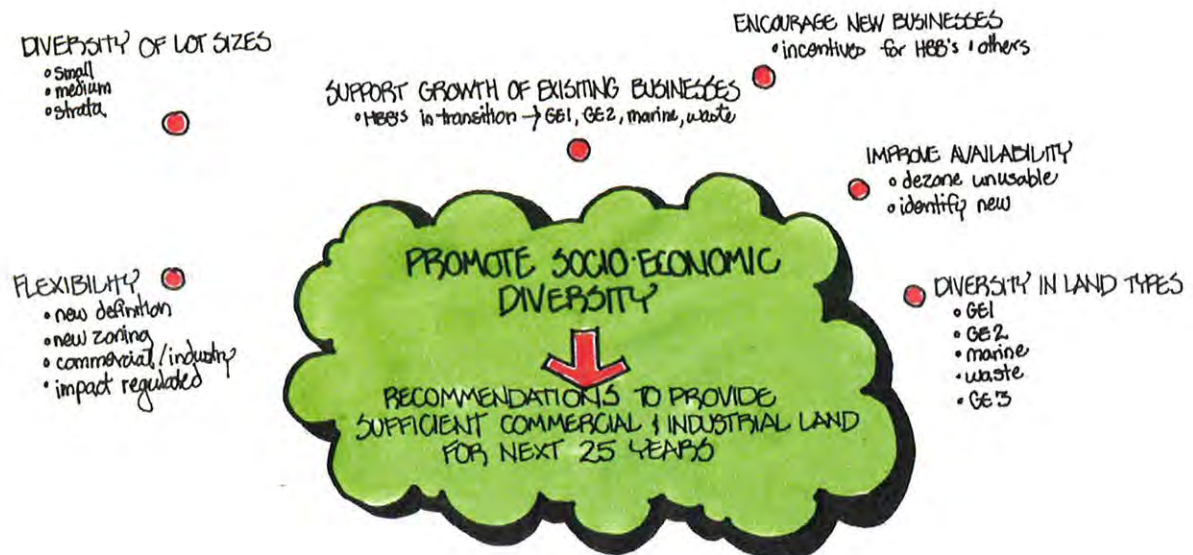 DIVERSITY OF LOT SIZES
• small
• medium
• strata
SUPPORT GROWTH OF EXISTING BUSINESSES
• HBB's in transition → GE1, GE2, marine, waste
ENCOURAGE NEW BUSINESSES
• incentives for HBB's & others
IMPROVE AVAILABILITY
• dezone unusable
• identify new
FLEXIBILITY
• new definition
• new zoning
• commercial/industry
• impact regulated
PROMOTE SOCIO-ECONOMIC
DIVERSITY
RECOMMENDATIONS TO PROVIDE
SUFFICIENT COMMERCIAL & INDUSTRIAL LAND
FOR NEXT 25 YEARS
DIVERSITY IN LAND TYPES
• GE1
• GE2
• marine
• waste
• GE3